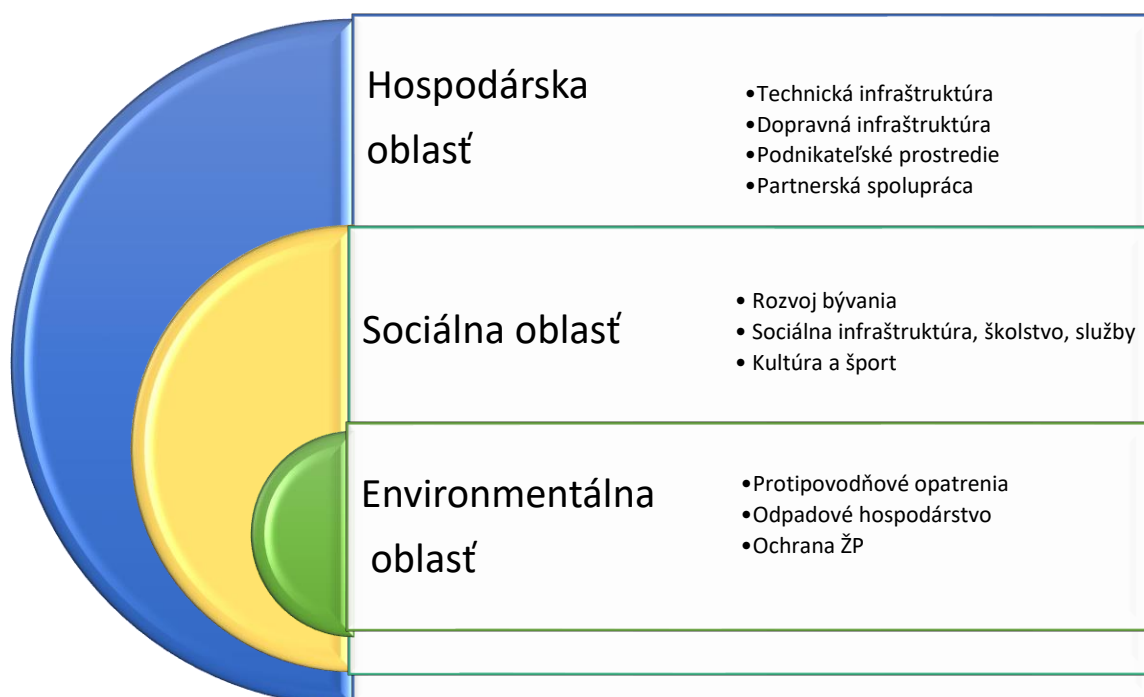 Hospodárska
oblasť
•Technická infraštruktúra
•Dopravná infraštruktúra
•Podnikateľské prostredie
•Partnerská spolupráca
Sociálna oblasť
• Rozvoj bývania
• Sociálna infraštruktúra, školstvo, služby
• Kultúra a šport
Environmentálna
oblasť
•Protipovodňové opatrenia
•Odpadové hospodárstvo
•Ochrana ŽP